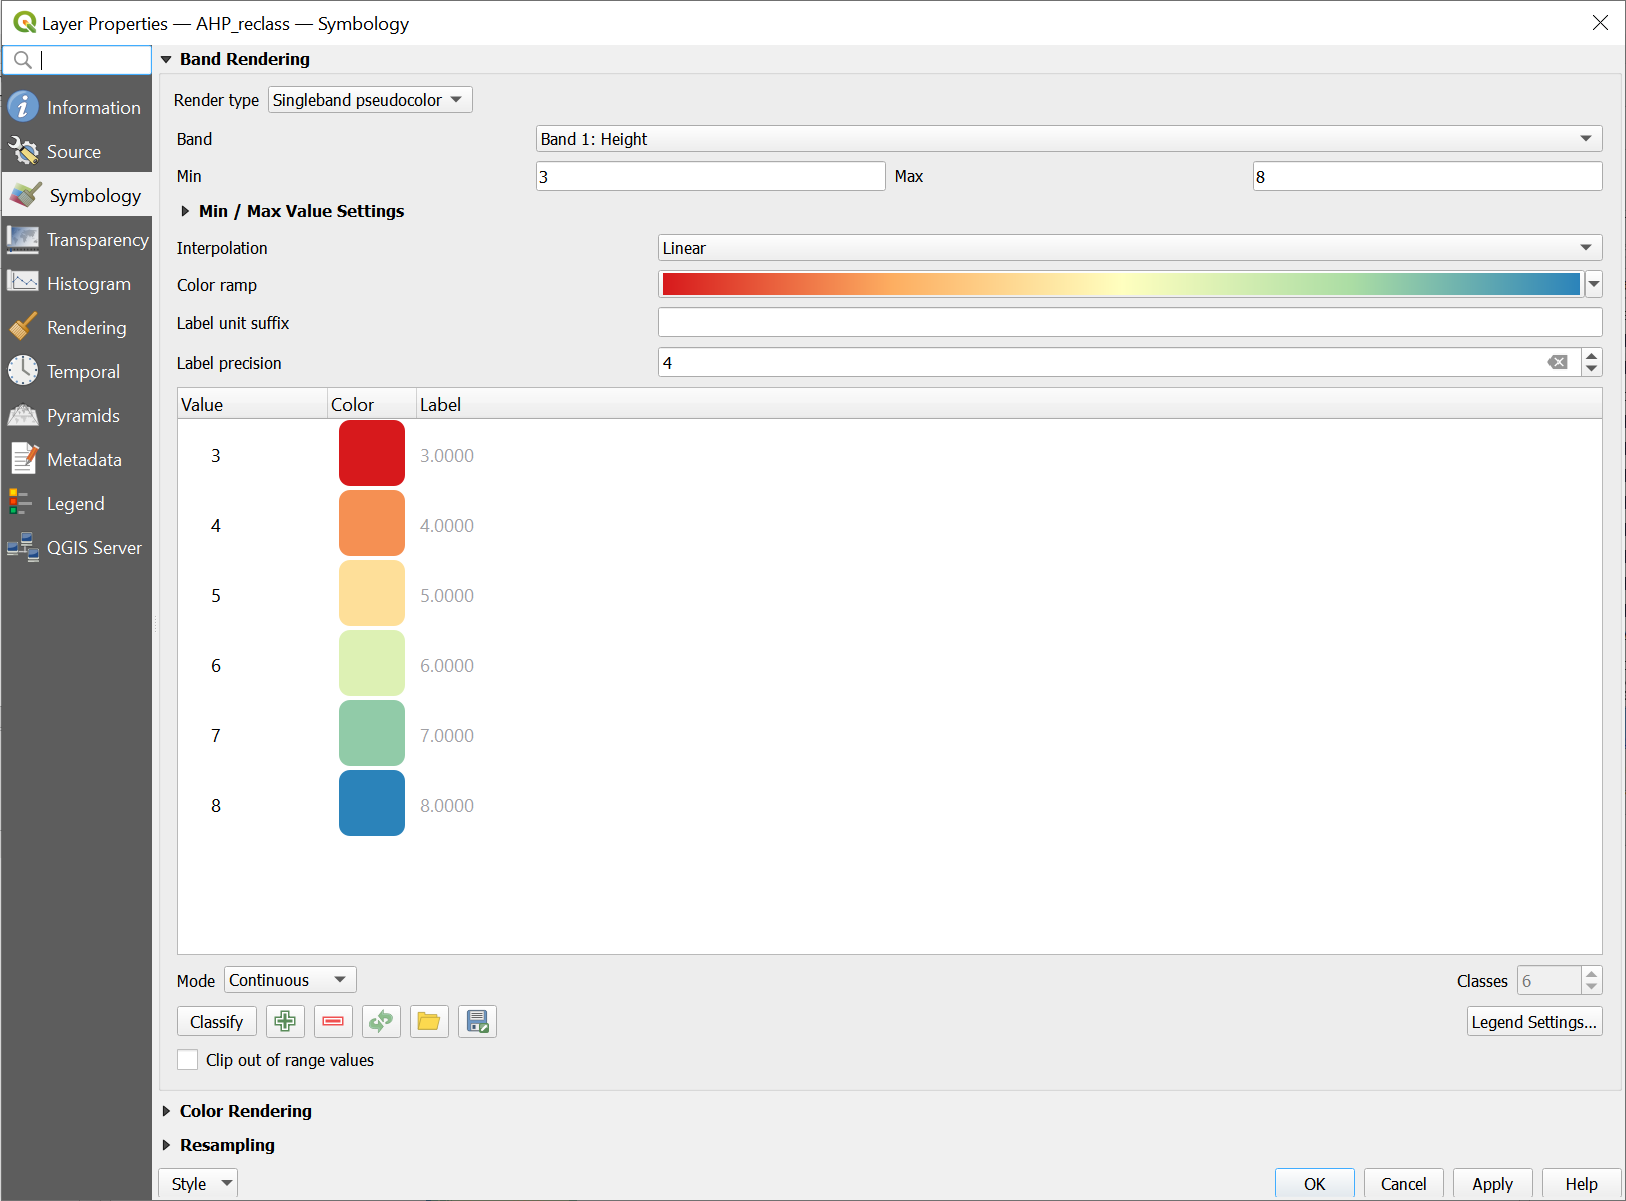 Layer Properties — AHP_reclass — Symbology
Information
Source
Symbology
Transparency
Histogram
Rendering
Temporal
Pyramids
Metadata
Legend
QGIS Server
Band Rendering
Render type Singleband pseudocolor
Band Band 1: Height
Min 3 Max 8
Min / Max Value Settings
Interpolation Linear
Color ramp
Label unit suffix
Label precision 4
Value Color Label
3 3.0000
4 4.0000
5 5.0000
6 6.0000
7 7.0000
8 8.0000
Mode Continuous Classes 6
Classify Legend Settings...
Clip out of range values
Color Rendering
Resampling
Style OK Cancel Apply Help